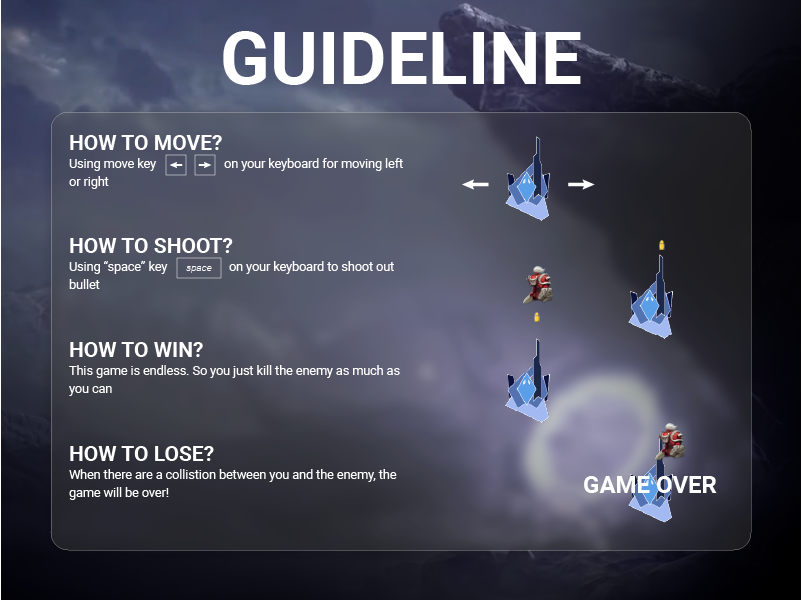 GUIDELINE
HOW TO MOVE?
Using move key ← → on your keyboard for moving left
or right
HOW TO SHOOT?
Using “space” key space on your keyboard to shoot out
bullet
HOW TO WIN?
This game is endless. So you just kill the enemy as much as
you can
HOW TO LOSE?
When there are a collistion between you and the enemy, the
game will be over!
GAME OVER